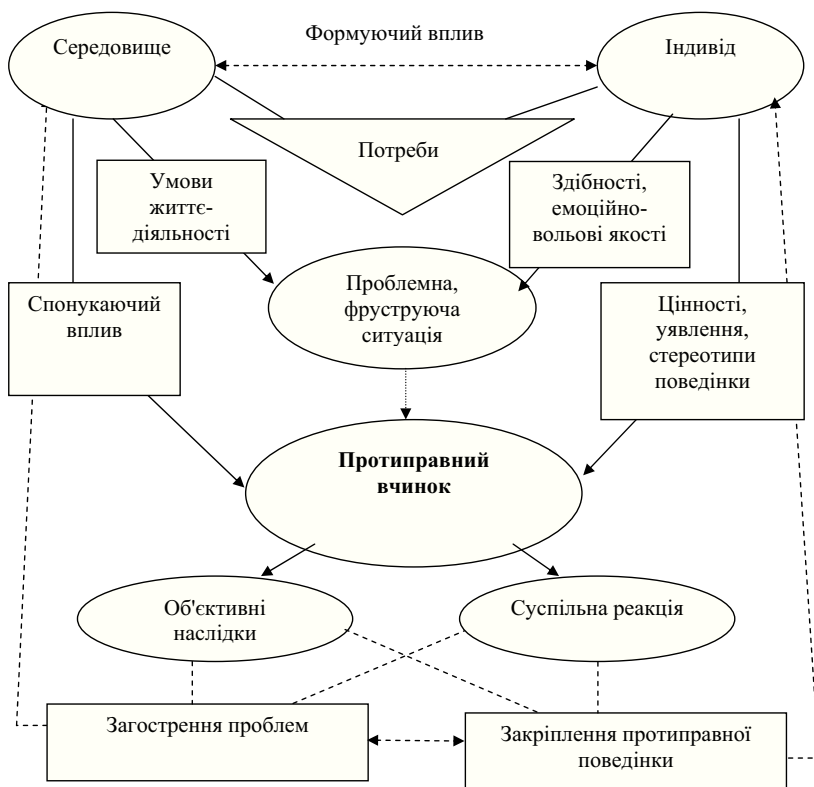 Середовище
Формуючий вплив
Індивід
Потреби
Умови
життє-
діяльності
Здібності,
емоційно-
вольові якості
Проблемна,
фруструюча
ситуація
Спонукаючий
вплив
Цінності,
уявлення,
стереотипи
поведінки
Протиправний
вчинок
Об'єктивні
наслідки
Суспільна реакція
Загострення проблем
Закріплення протиправної
поведінки